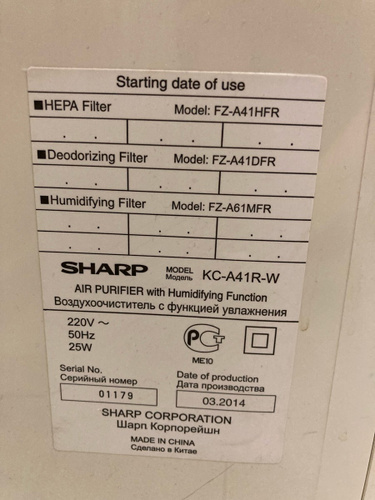 Starting date of use
■HEPA Filter Model: FZ-A41HFR
. . . . . .
■Deodorizing Filter Model: FZ-A41DFR
. . . . . .
■Humidifying Filter Model: FZ-A61MFR
. . . . . .
. . . . . .
SHARP MODEL Модель KC-A41R-W
AIR PURIFIER with Humidifying Function
Воздухоочиститель с функцией увлажнения
220V ~
50Hz
25W
РСТ
ME10
Serial No.
Серийный номер
01179
Date of production
Дата производства
03.2014
SHARP CORPORATION
Шарп Корпорейшн
MADE IN CHINA
Сделано в Китае